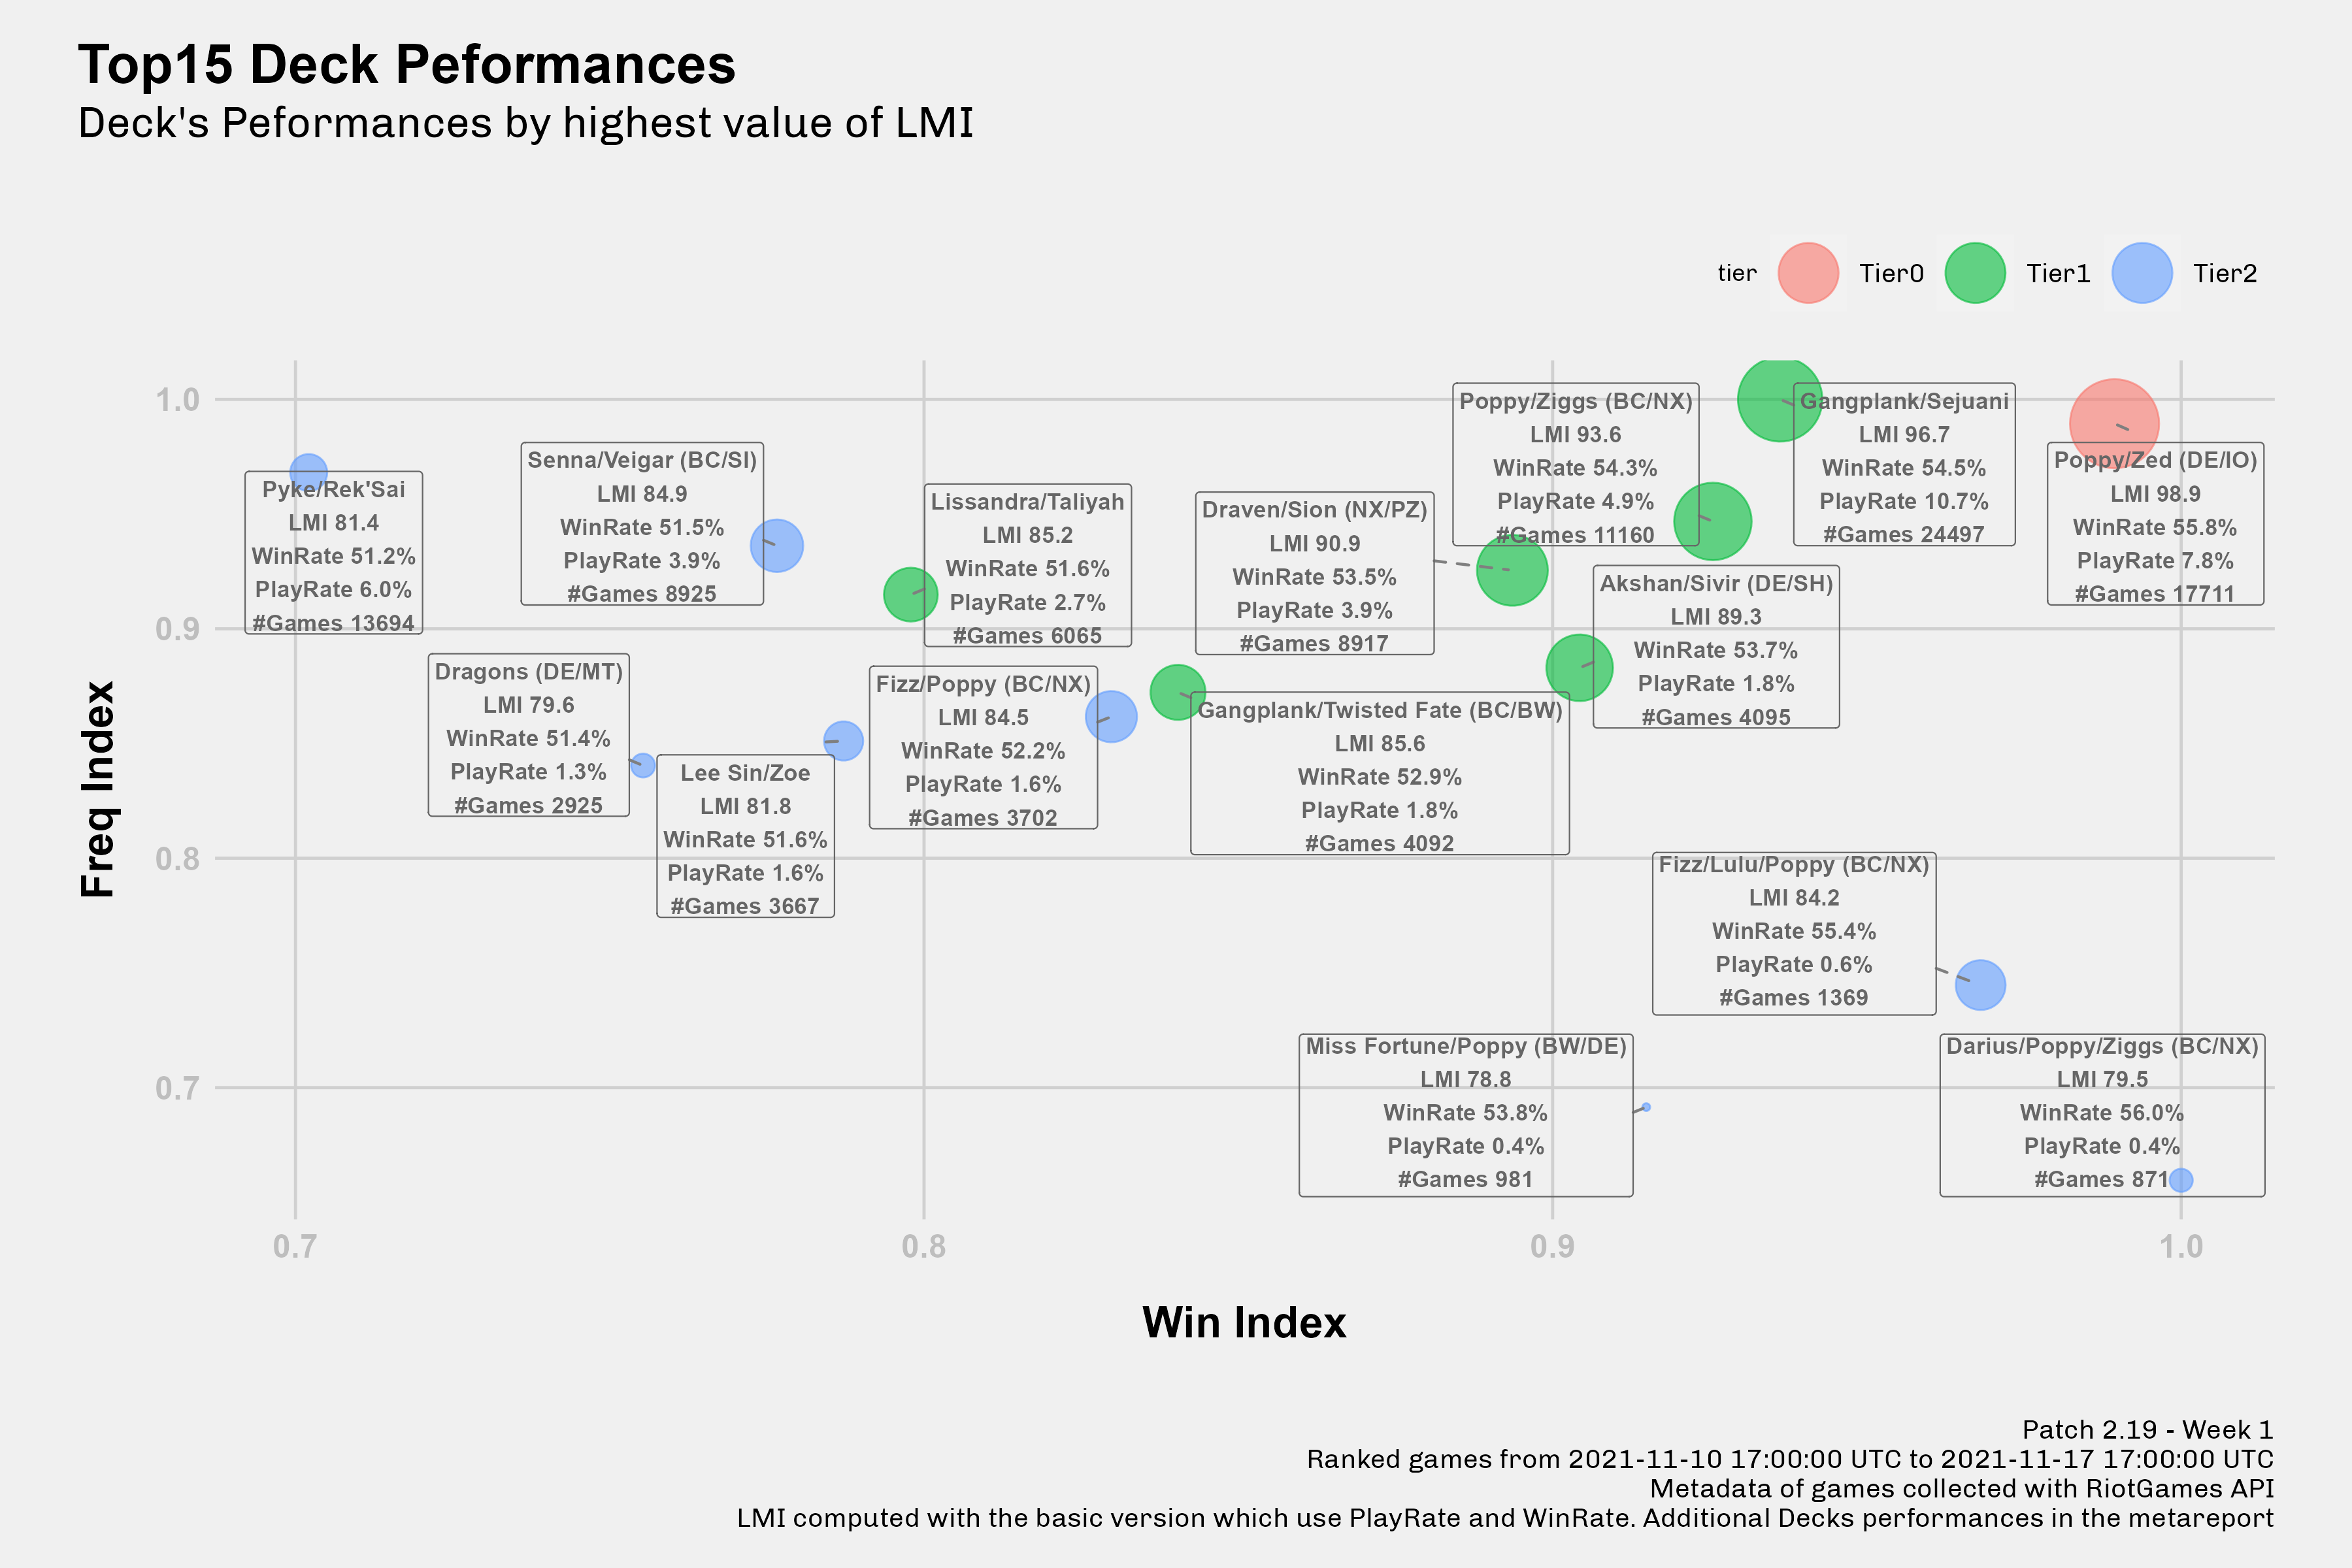 Top15 Deck Peformances
Deck's Peformances by highest value of LMI
tier Tier0 Tier1 Tier2
Freq Index
1.0
0.9
0.8
0.7
Pyke/Rek'Sai
LMI 81.4
WinRate 51.2%
PlayRate 6.0%
#Games 13694
Senna/Veigar (BC/SI)
LMI 84.9
WinRate 51.5%
PlayRate 3.9%
#Games 8925
Lissandra/Taliyah
LMI 85.2
WinRate 51.6%
PlayRate 2.7%
#Games 6065
Draven/Sion (NX/PZ)
LMI 90.9
WinRate 53.5%
PlayRate 3.9%
#Games 8917
Poppy/Ziggs (BC/NX)
LMI 93.6
WinRate 54.3%
PlayRate 4.9%
#Games 11160
Gangplank/Sejuani
LMI 96.7
WinRate 54.5%
PlayRate 10.7%
#Games 24497
Poppy/Zed (DE/IO)
LMI 98.9
WinRate 55.8%
PlayRate 7.8%
#Games 17711
Akshan/Sivir (DE/SH)
LMI 89.3
WinRate 53.7%
PlayRate 1.8%
#Games 4095
Dragons (DE/MT)
LMI 79.6
WinRate 51.4%
PlayRate 1.3%
#Games 2925
Lee Sin/Zoe
LMI 81.8
WinRate 51.6%
PlayRate 1.6%
#Games 3667
Fizz/Poppy (BC/NX)
LMI 84.5
WinRate 52.2%
PlayRate 1.6%
#Games 3702
Gangplank/Twisted Fate (BC/BW)
LMI 85.6
WinRate 52.9%
PlayRate 1.8%
#Games 4092
Fizz/Lulu/Poppy (BC/NX)
LMI 84.2
WinRate 55.4%
PlayRate 0.6%
#Games 1369
Miss Fortune/Poppy (BW/DE)
LMI 78.8
WinRate 53.8%
PlayRate 0.4%
#Games 981
Darius/Poppy/Ziggs (BC/NX)
LMI 79.5
WinRate 56.0%
PlayRate 0.4%
#Games 871
0.7 0.8 0.9 1.0
Win Index
Patch 2.19 - Week 1
Ranked games from 2021-11-10 17:00:00 UTC to 2021-11-17 17:00:00 UTC
Metadata of games collected with RiotGames API
LMI computed with the basic version which use PlayRate and WinRate. Additional Decks performances in the metareport